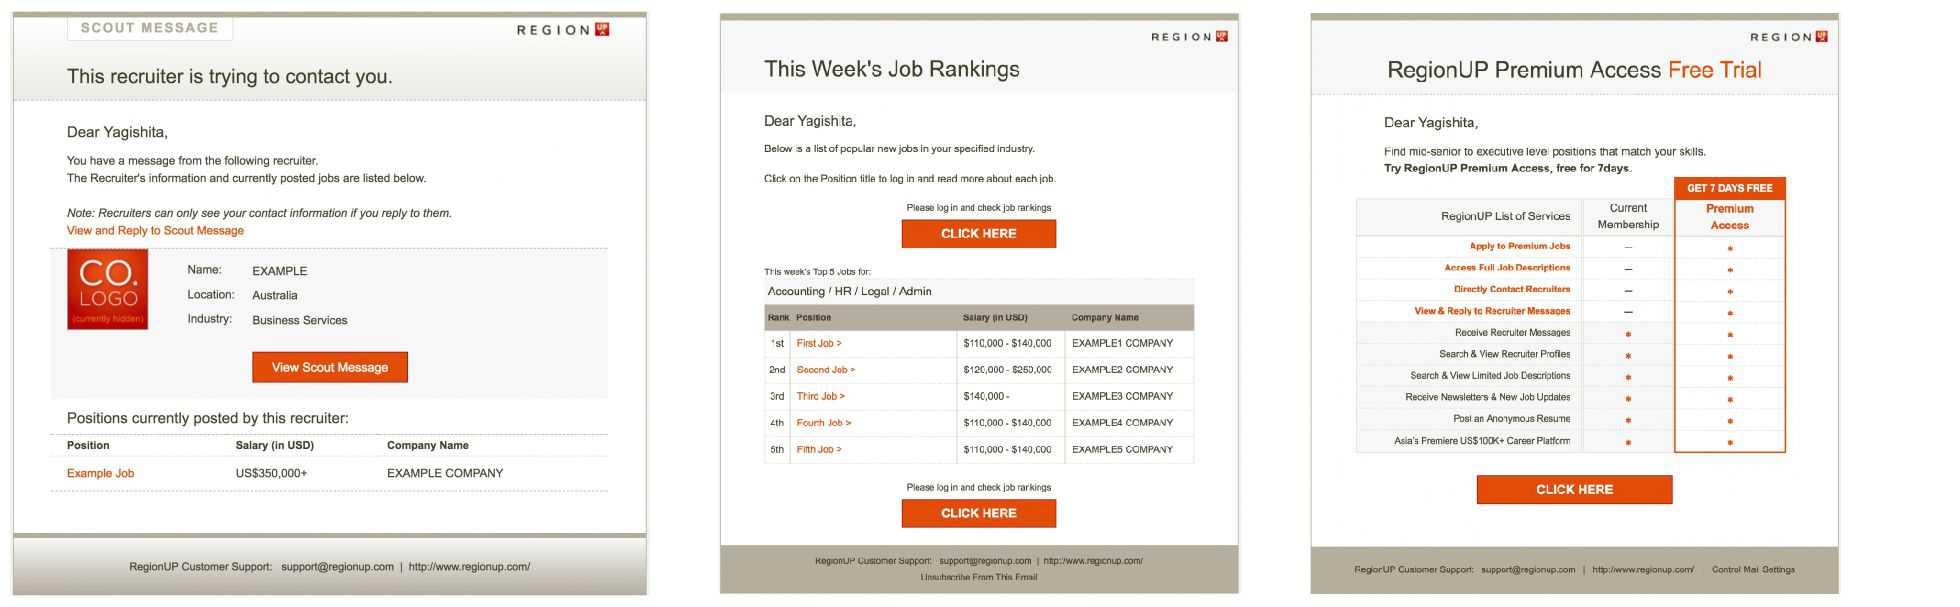 SCOUT MESSAGE
REGION UP
This recruiter is trying to contact you.
Dear Yagishita,
You have a message from the following recruiter.
The Recruiter's information and currently posted jobs are listed below.
Note: Recruiters can only see your contact information if you reply to them.
View and Reply to Scout Message
CO.
LOGO
(currently hidden)
Name: EXAMPLE
Location: Australia
Industry: Business Services
View Scout Message
Positions currently posted by this recruiter:
Position Salary (in USD) Company Name
Example Job US$350,000+ EXAMPLE COMPANY
RegionUP Customer Support: support@regionup.com | http://www.regionup.com/
REGION UP
This Week's Job Rankings
Dear Yagishita,
Below is a list of popular new jobs in your specified industry.
Click on the Position title to log in and read more about each job.
Please log in and check job rankings
CLICK HERE
This week's Top 5 Jobs for:
Accounting / HR / Legal / Admin
Rank Position Salary (in USD) Company Name
1st First Job > $110,000 - $140,000 EXAMPLE1 COMPANY
2nd Second Job > $120,000 - $250,000 EXAMPLE2 COMPANY
3rd Third Job > $140,000 - EXAMPLE3 COMPANY
4th Fourth Job > $110,000 - $140,000 EXAMPLE4 COMPANY
5th Fifth Job > $110,000 - $140,000 EXAMPLE5 COMPANY
Please log in and check job rankings
CLICK HERE
RegionUP Customer Support: support@regionup.com | http://www.regionup.com/
Unsubscribe From This Email
REGION UP
RegionUP Premium Access Free Trial
Dear Yagishita,
Find mid-senior to executive level positions that match your skills.
Try RegionUP Premium Access, free for 7days.
GET 7 DAYS FREE
RegionUP List of Services Current Membership Premium Access
Apply to Premium Jobs — *
Access Full Job Descriptions — *
Directly Contact Recruiters — *
View & Reply to Recruiter Messages — *
Receive Recruiter Messages * *
Search & View Recruiter Profiles * *
Search & View Limited Job Descriptions * *
Receive Newsletters & New Job Updates * *
Post an Anonymous Resume * *
Asia's Premiere US$100K+ Career Platform * *
CLICK HERE
RegionUP Customer Support: support@regionup.com | http://www.regionup.com/ Control Mail Settings